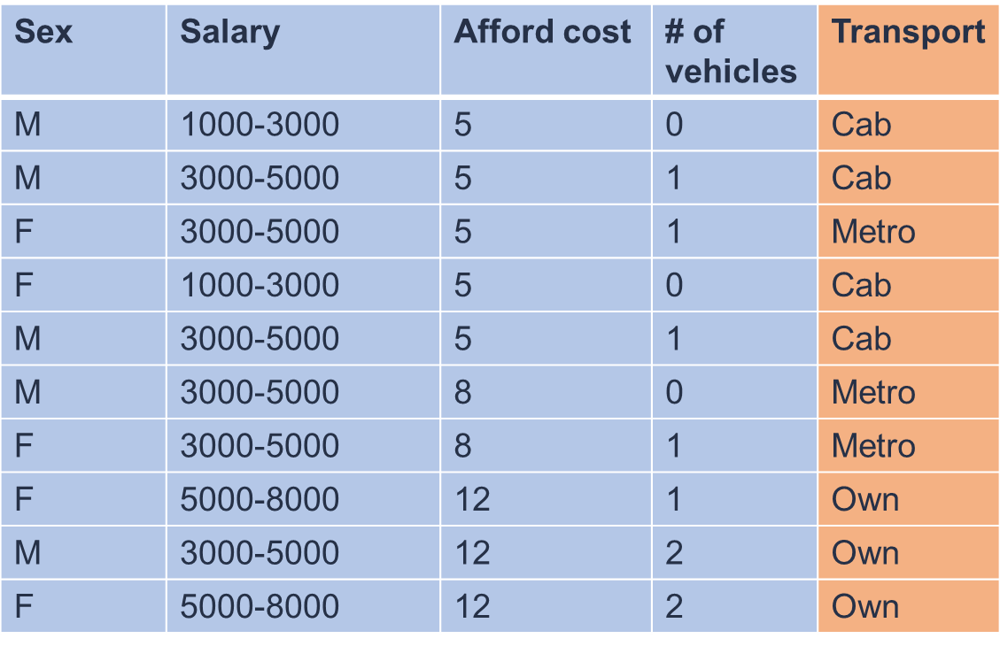 Sex Salary Afford cost # of vehicles Transport
M 1000-3000 5 0 Cab
M 3000-5000 5 1 Cab
F 3000-5000 5 1 Metro
F 1000-3000 5 0 Cab
M 3000-5000 5 1 Cab
M 3000-5000 8 0 Metro
F 3000-5000 8 1 Metro
F 5000-8000 12 1 Own
M 3000-5000 12 2 Own
F 5000-8000 12 2 Own